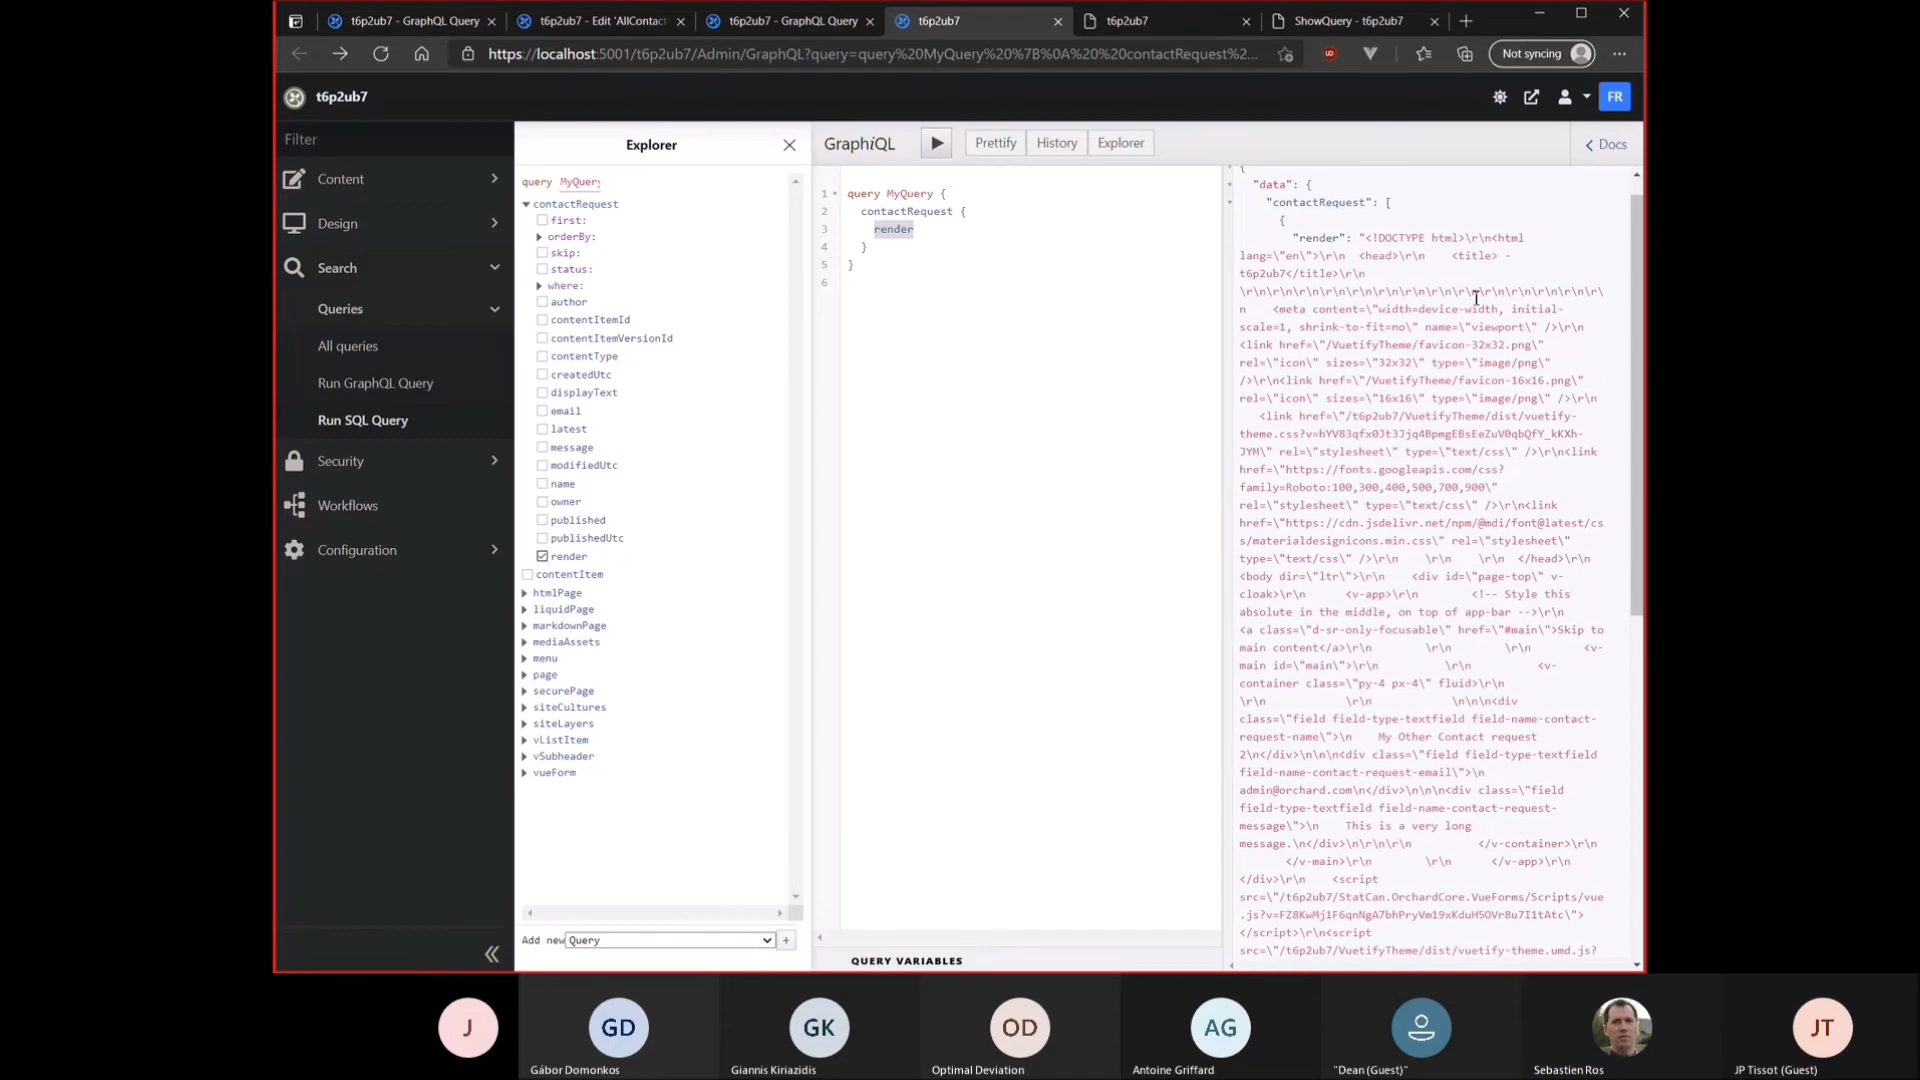 t6p2ub7 - GraphQL Query
t6p2ub7 - Edit 'AllContac
t6p2ub7 - GraphQL Query
t6p2ub7
t6p2ub7
ShowQuery - t6p2ub7
https://localhost:5001/t6p2ub7/Admin/GraphQL?query=query%20MyQuery%20%7B%0A%20%20contactRequest%2...
Not syncing
t6p2ub7
FR
Filter
Content
Design
Search
Queries
All queries
Run GraphQL Query
Run SQL Query
Security
Workflows
Configuration
Explorer
query MyQuery
contactRequest
first:
orderBy:
skip:
status:
where:
author
contentItemId
contentItemVersionId
contentType
createdUtc
displayText
email
latest
message
modifiedUtc
name
owner
published
publishedUtc
render
contentItem
htmlPage
liquidPage
markdownPage
mediaAssets
menu
page
securePage
siteCultures
siteLayers
vListItem
vSubheader
vueForm
Add new Query +
GraphiQL
Prettify
History
Explorer
Docs
1 query MyQuery {
2 contactRequest {
3 render
4 }
5 }
6
QUERY VARIABLES
{
"data": {
"contactRequest": [
{
"render": "<!DOCTYPE html>\r\n<html
lang=\"en\">\r\n  <head>\r\n    <title> -
t6p2ub7</title>\r\n
\r\n\r\n\r\n\r\n\r\n\r\n\r\n\r\n\r\n\r\n\r\n\r\n\r\n\r\
n    <meta content=\"width=device-width, initial-
scale=1, shrink-to-fit=no\" name=\"viewport\" />\r\n
<link href=\"/VuetifyTheme/favicon-32x32.png\"
rel=\"icon\" sizes=\"32x32\" type=\"image/png\"
/>\r\n<link href=\"/VuetifyTheme/favicon-16x16.png\"
rel=\"icon\" sizes=\"16x16\" type=\"image/png\" />\r\n
<link href=\"/t6p2ub7/VuetifyTheme/dist/vuetify-
theme.css?v=hYV83qfx0Jt3Jjq4BpmgEBsEeZuV0qbQfY_kKXh-
JYM\" rel=\"stylesheet\" type=\"text/css\" />\r\n<link
href=\"https://fonts.googleapis.com/css?
family=Roboto:100,300,400,500,700,900\"
rel=\"stylesheet\" type=\"text/css\" />\r\n<link
href=\"https://cdn.jsdelivr.net/npm/@mdi/font@latest/cs
s/materialdesignicons.min.css\" rel=\"stylesheet\"
type=\"text/css\" />\r\n    \r\n    \r\n  </head>\r\n
<body dir=\"ltr\">\r\n    <div id=\"page-top\" v-
cloak>\r\n    <v-app>\r\n        <!-- Style this
absolute in the middle, on top of app-bar -->\r\n
<a class=\"d-sr-only-focusable\" href=\"#main\">Skip to
main content</a>\r\n        \r\n        \r\n        <v-
main id=\"main\">\r\n          \r\n          <v-
container class=\"py-4 px-4\" fluid>\r\n
\r\n            \r\n            \n\n\n<div
class=\"field field-type-textfield field-name-contact-
request-name\">\n    My Other Contact request
2\n</div>\n\n\n<div class=\"field field-type-textfield
field-name-contact-request-email\">\n
admin@orchard.com\n</div>\n\n\n<div class=\"field
field-type-textfield field-name-contact-request-
message\">\n    This is a very long
message.\n</div>\n\r\n\r\n          </v-container>\r\n
</v-main>\r\n        \r\n      </v-app>\r\n
</div>\r\n    <script
src=\"/t6p2ub7/StatCan.OrchardCore.VueForms/Scripts/vue
.js?v=FZ8KwMj1F6qnNgA7bhPryVm19xKduH5OVr8u7I1tAtc\">
</script>\r\n<script
src=\"/t6p2ub7/VuetifyTheme/dist/vuetify-theme.umd.js?
J
GD
GK
OD
AG
JT
Gábor Domonkos
Giannis Kiriazidis
Optimal Deviation
Antoine Griffard
"Dean (Guest)"
Sebastien Ros
JP Tissot (Guest)